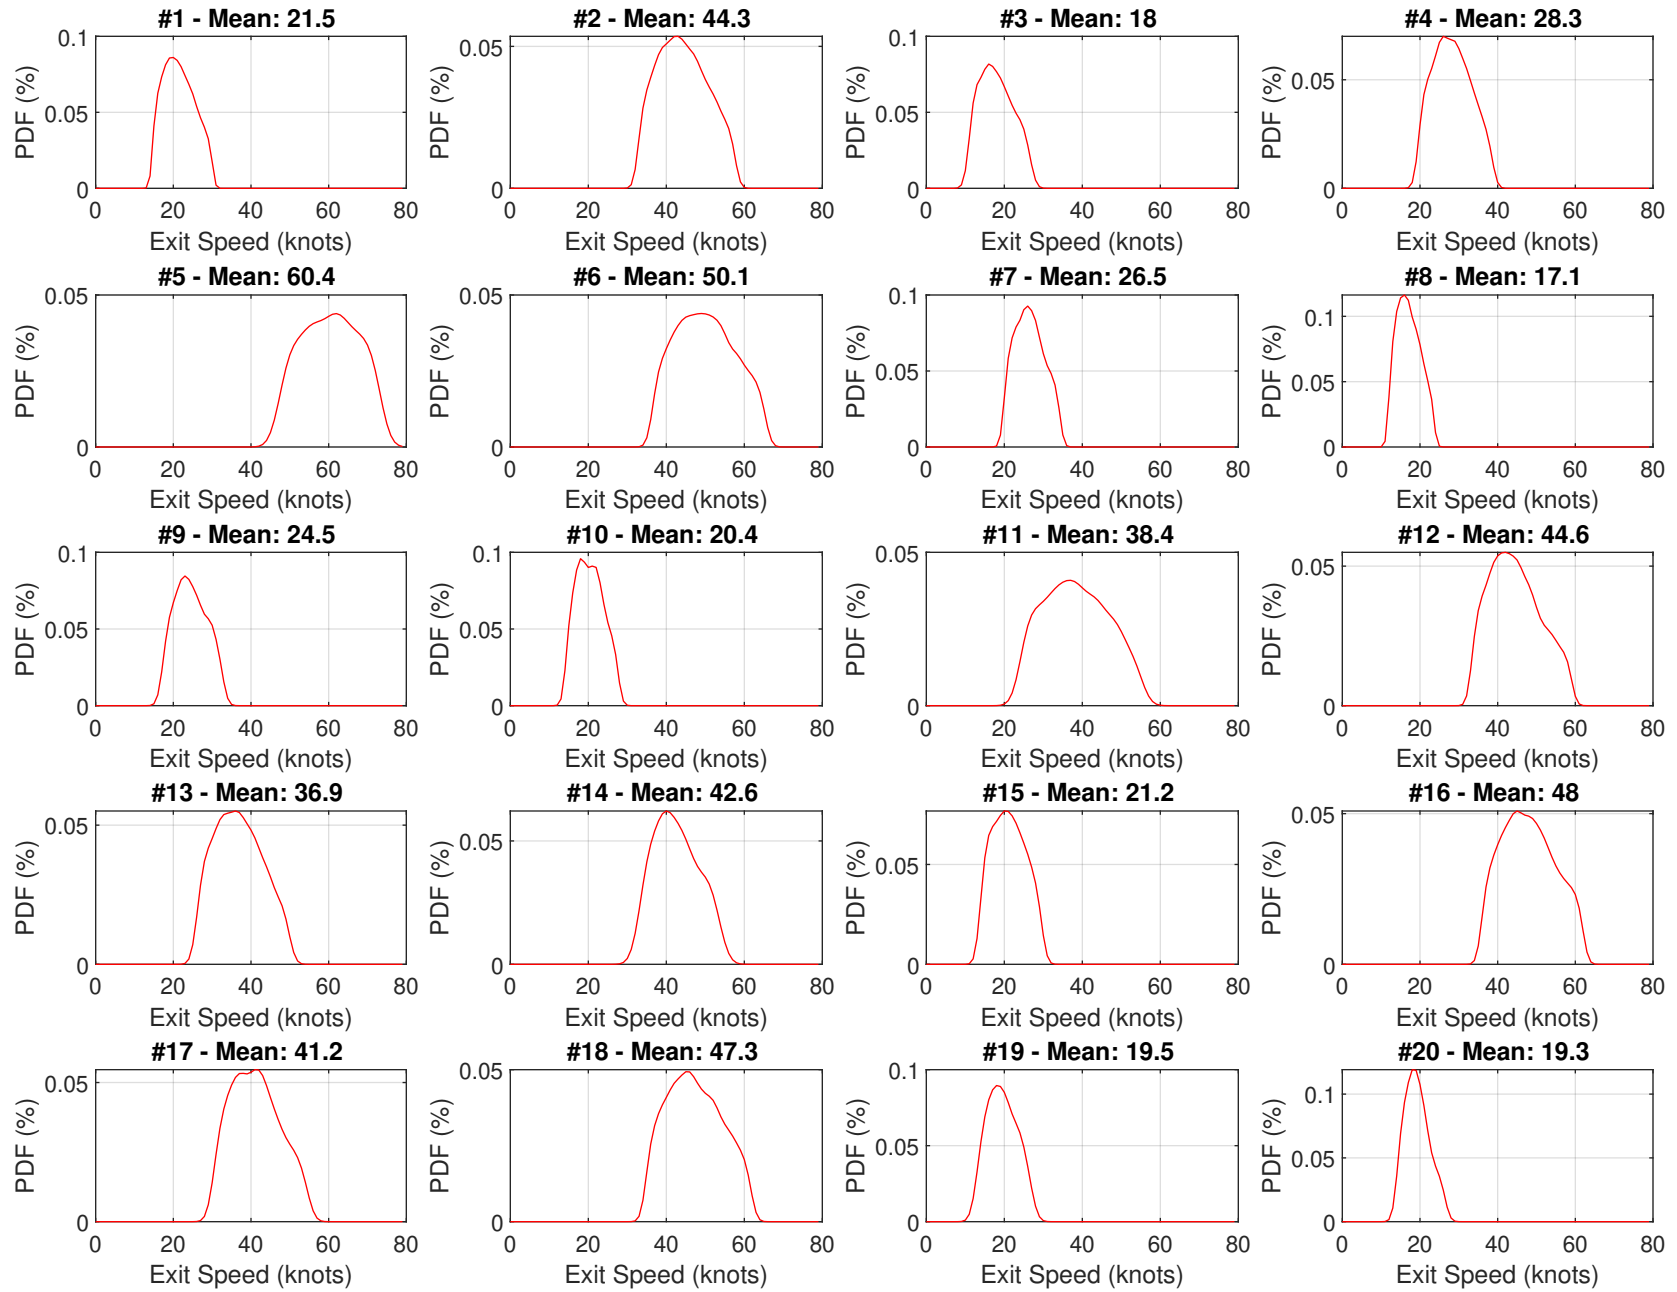 #1 - Mean: 21.5
PDF (%)
0.1
0.05
0
0 20 40 60 80
Exit Speed (knots)
#2 - Mean: 44.3
PDF (%)
0.05
0
0 20 40 60 80
Exit Speed (knots)
#3 - Mean: 18
PDF (%)
0.1
0.05
0
0 20 40 60 80
Exit Speed (knots)
#4 - Mean: 28.3
PDF (%)
0.05
0
0 20 40 60 80
Exit Speed (knots)
#5 - Mean: 60.4
PDF (%)
0.05
0
0 20 40 60 80
Exit Speed (knots)
#6 - Mean: 50.1
PDF (%)
0.05
0
0 20 40 60 80
Exit Speed (knots)
#7 - Mean: 26.5
PDF (%)
0.1
0.05
0
0 20 40 60 80
Exit Speed (knots)
#8 - Mean: 17.1
PDF (%)
0.1
0.05
0
0 20 40 60 80
Exit Speed (knots)
#9 - Mean: 24.5
PDF (%)
0.1
0.05
0
0 20 40 60 80
Exit Speed (knots)
#10 - Mean: 20.4
PDF (%)
0.1
0.05
0
0 20 40 60 80
Exit Speed (knots)
#11 - Mean: 38.4
PDF (%)
0.05
0
0 20 40 60 80
Exit Speed (knots)
#12 - Mean: 44.6
PDF (%)
0.05
0
0 20 40 60 80
Exit Speed (knots)
#13 - Mean: 36.9
PDF (%)
0.05
0
0 20 40 60 80
Exit Speed (knots)
#14 - Mean: 42.6
PDF (%)
0.05
0
0 20 40 60 80
Exit Speed (knots)
#15 - Mean: 21.2
PDF (%)
0.05
0
0 20 40 60 80
Exit Speed (knots)
#16 - Mean: 48
PDF (%)
0.05
0
0 20 40 60 80
Exit Speed (knots)
#17 - Mean: 41.2
PDF (%)
0.05
0
0 20 40 60 80
Exit Speed (knots)
#18 - Mean: 47.3
PDF (%)
0.05
0
0 20 40 60 80
Exit Speed (knots)
#19 - Mean: 19.5
PDF (%)
0.1
0.05
0
0 20 40 60 80
Exit Speed (knots)
#20 - Mean: 19.3
PDF (%)
0.1
0.05
0
0 20 40 60 80
Exit Speed (knots)